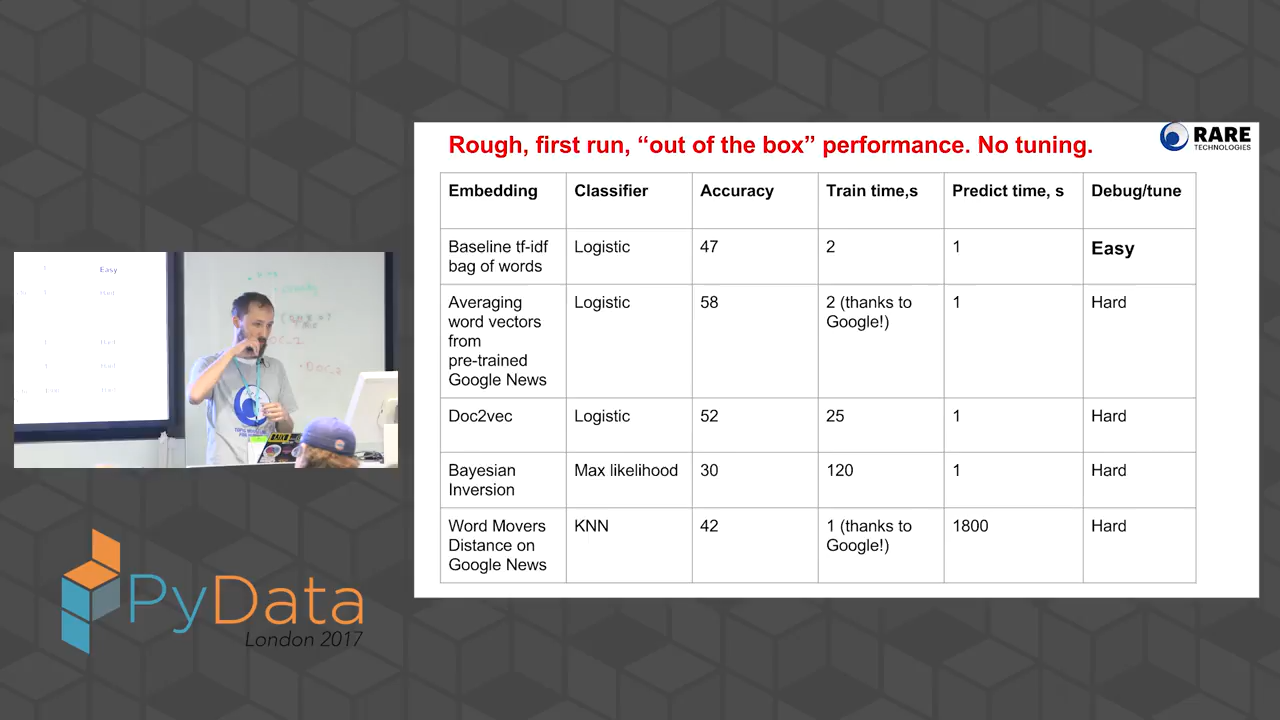 Rough, first run, “out of the box” performance. No tuning.
RARE
TECHNOLOGIES
Embedding Classifier Accuracy Train time,s Predict time, s Debug/tune
Baseline tf-idf Logistic 47 2 1 Easy
bag of words
Averaging Logistic 58 2 (thanks to 1 Hard
word vectors Google!)
from
pre-trained
Google News
Doc2vec Logistic 52 25 1 Hard
Bayesian Max likelihood 30 120 1 Hard
Inversion
Word Movers KNN 42 1 (thanks to 1800 Hard
Distance on Google!)
Google News
Easy
PyData
London 2017